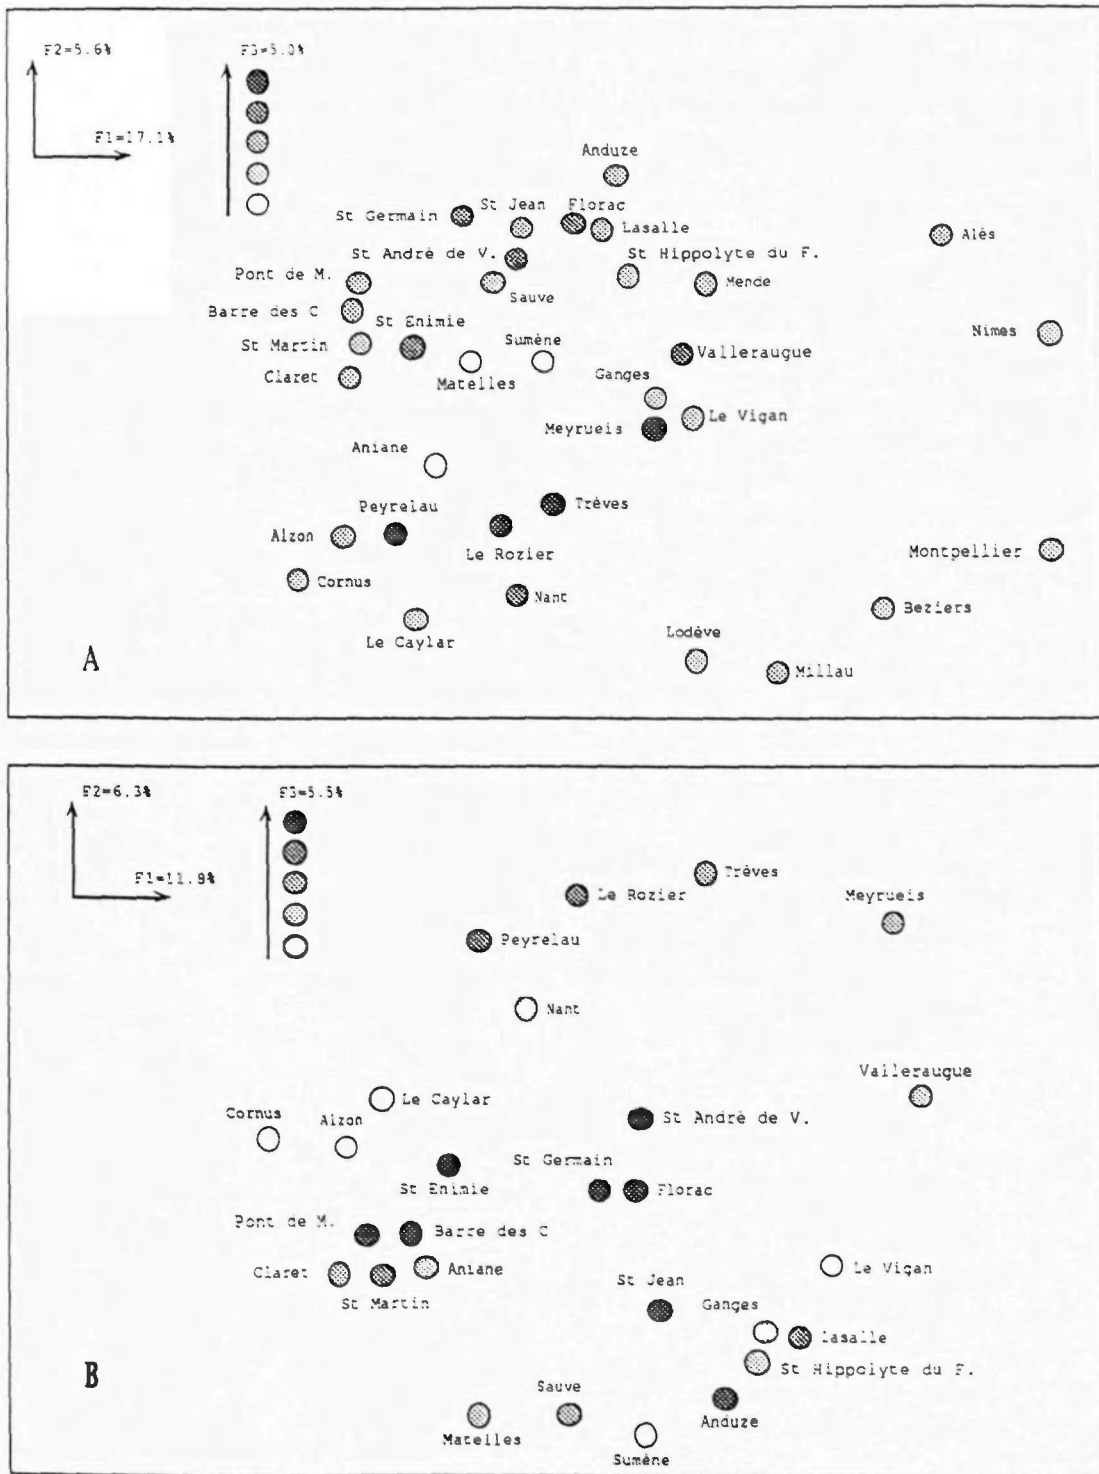 F2=5.6%
F3=5.0%
F1=17.1%
Anduze
St Germain
St Jean
Florac
Lasalle
Alès
St André de V.
St Hippolyte du F.
Pont de M.
Sauve
Mende
Barre des C
St Enimie
Nimes
St Martin
Sumène
Valleraugue
Claret
Matelles
Ganges
Le Vigan
Meyrueis
Aniane
Peyrelau
Trèves
Alzon
Le Rozier
Montpellier
Cornus
Nant
Beziers
Le Caylar
Lodève
Millau
A
F2=6.3%
F3=5.5%
F1=11.9%
Trèves
Le Rozier
Meyrueis
Peyrelau
Nant
Valleraugue
Le Caylar
Cornus
Alzon
St André de V.
St Germain
St Enimie
Florac
Pont de M.
Barre des C
Claret
Aniane
Le Vigan
St Martin
St Jean
Ganges
Lasalle
St Hippolyte du F.
B
Sauve
Anduze
Matelles
Sumène